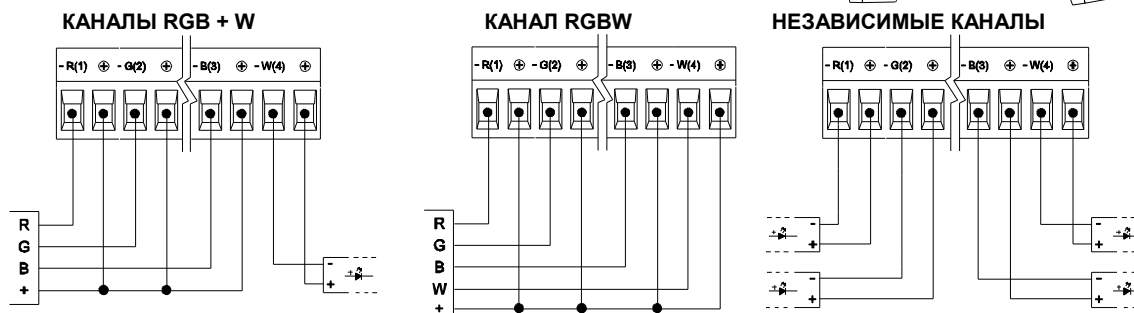 КАНАЛЫ RGB + W
- R(1) ⊕ - G(2) ⊕ - B(3) ⊕ - W(4) ⊕
R
G
B
+
-
+
+
КАНАЛ RGBW
- R(1) ⊕ - G(2) ⊕ - B(3) ⊕ - W(4) ⊕
R
G
B
W
+
НЕЗАВИСИМЫЕ КАНАЛЫ
- R(1) ⊕ - G(2) ⊕ - B(3) ⊕ - W(4) ⊕
+ - - +
+
+
+ - - +
+
+